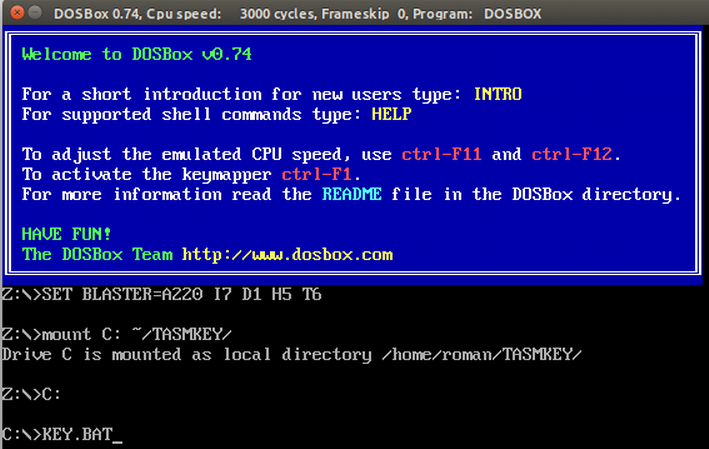 DOSBox 0.74, Cpu speed:    3000 cycles, Frameskip  0, Program:   DOSBOX
Welcome to DOSBox v0.74
For a short introduction for new users type: INTRO
For supported shell commands type: HELP
To adjust the emulated CPU speed, use ctrl-F11 and ctrl-F12.
To activate the keymapper ctrl-F1.
For more information read the README file in the DOSBox directory.
HAVE FUN!
The DOSBox Team http://www.dosbox.com
Z:\>SET BLASTER=A220 I7 D1 H5 T6
Z:\>mount C: ~/TASMKEY/
Drive C is mounted as local directory /home/roman/TASMKEY/
Z:\>C:
C:\>KEY.BAT_